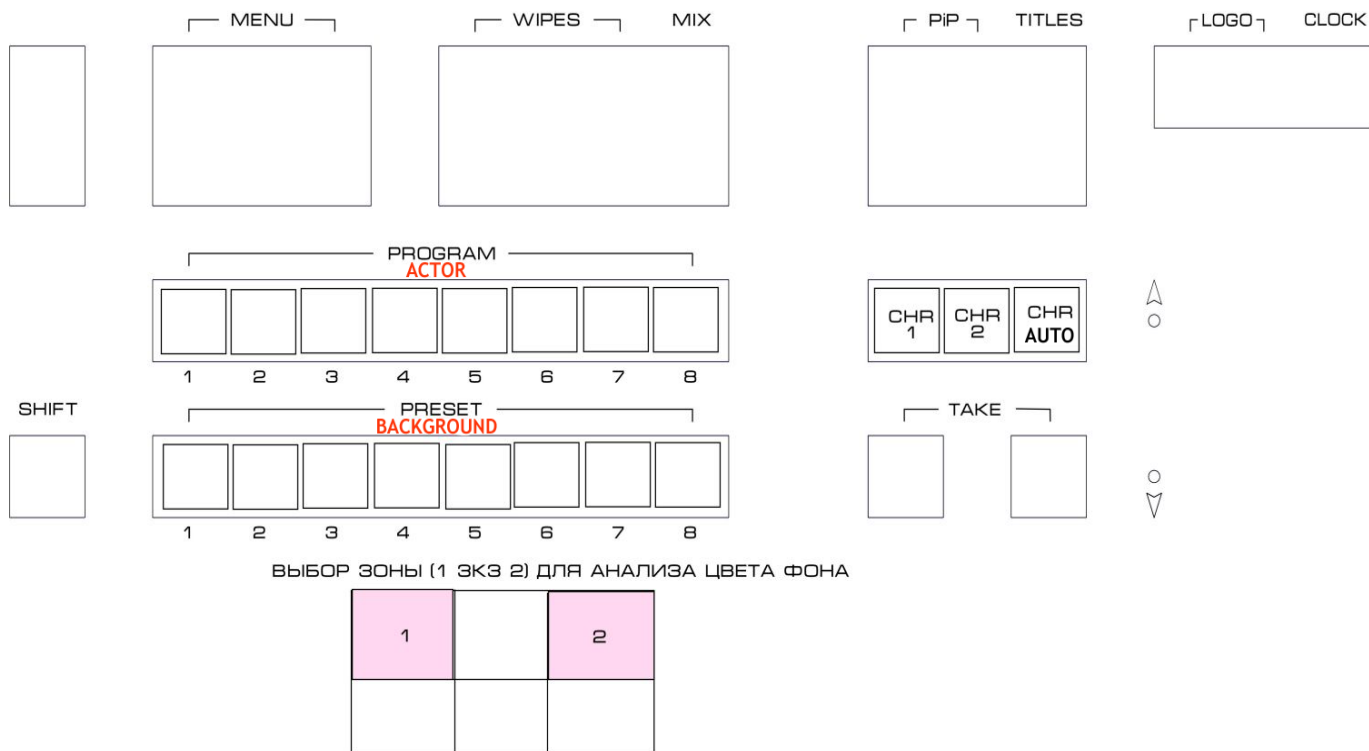 MENU WIPES MIX PiP TITLES LOGO CLOCK
PROGRAM
ACTOR
CHR 1
CHR 2
CHR AUTO
1 2 3 4 5 6 7 8
SHIFT PRESET TAKE
BACKGROUND
1 2 3 4 5 6 7 8
ВЫБОР ЗОНЫ (1 ЭКЗ 2) ДЛЯ АНАЛИЗА ЦВЕТА ФОНА
1 2